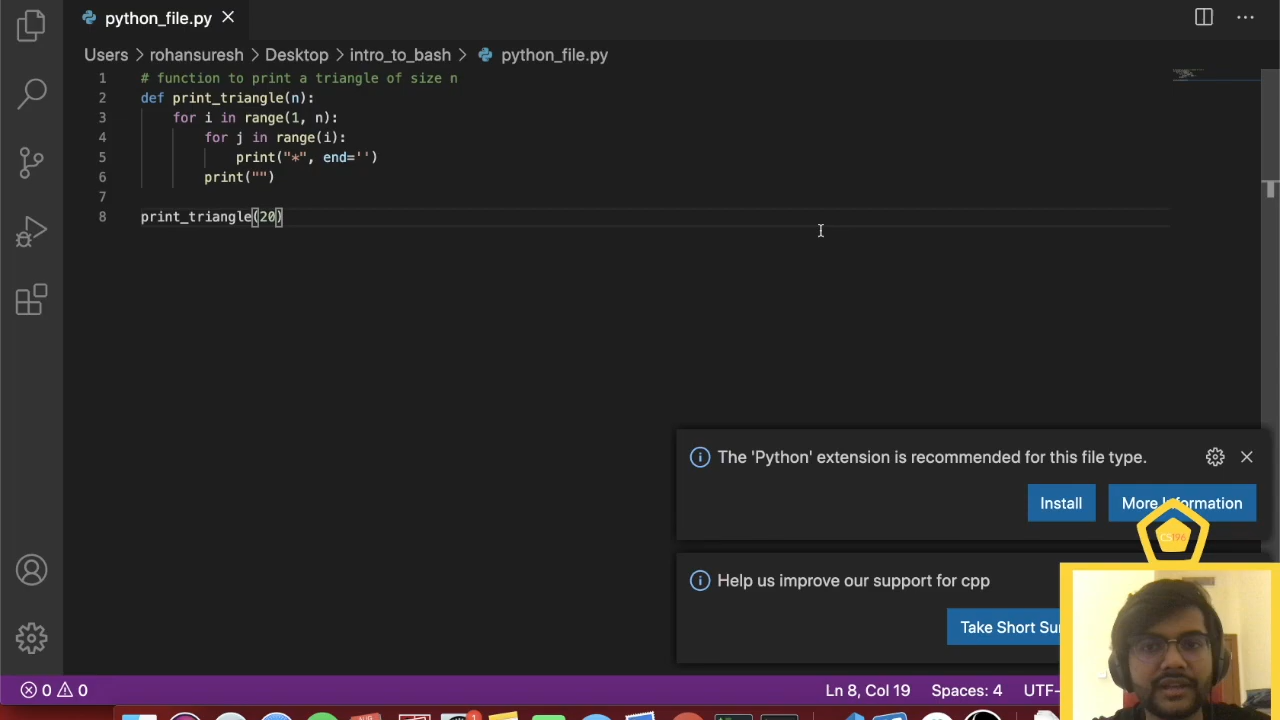 python_file.py
Users > rohansuresh > Desktop > intro_to_bash > python_file.py
1 # function to print a triangle of size n
2 def print_triangle(n):
3 for i in range(1, n):
4 for j in range(i):
5 print("*", end='')
6 print("")
7
8 print_triangle(20)
The 'Python' extension is recommended for this file type.
Install More Information
CS196
Help us improve our support for cpp
Take Short Sur
0 0 Ln 8, Col 19 Spaces: 4 UTF-